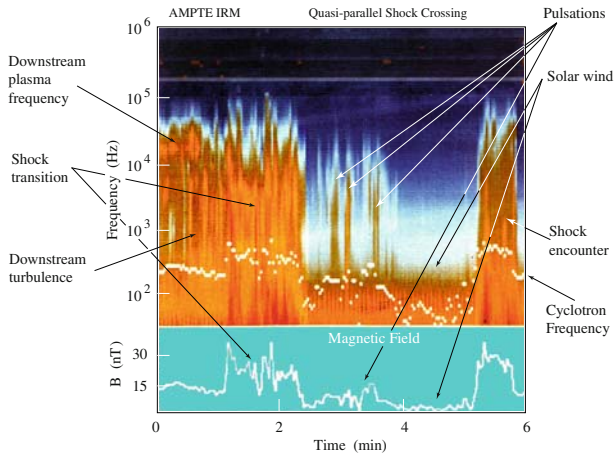 AMPTE IRM
Quasi-parallel Shock Crossing
Pulsations
Solar wind
Downstream
plasma
frequency
Shock
transition
Downstream
turbulence
Shock
encounter
Cyclotron
Frequency
Frequency (Hz)
10^6
10^5
10^4
10^3
10^2
Magnetic Field
B (nT)
30
15
0
2
4
6
Time (min)